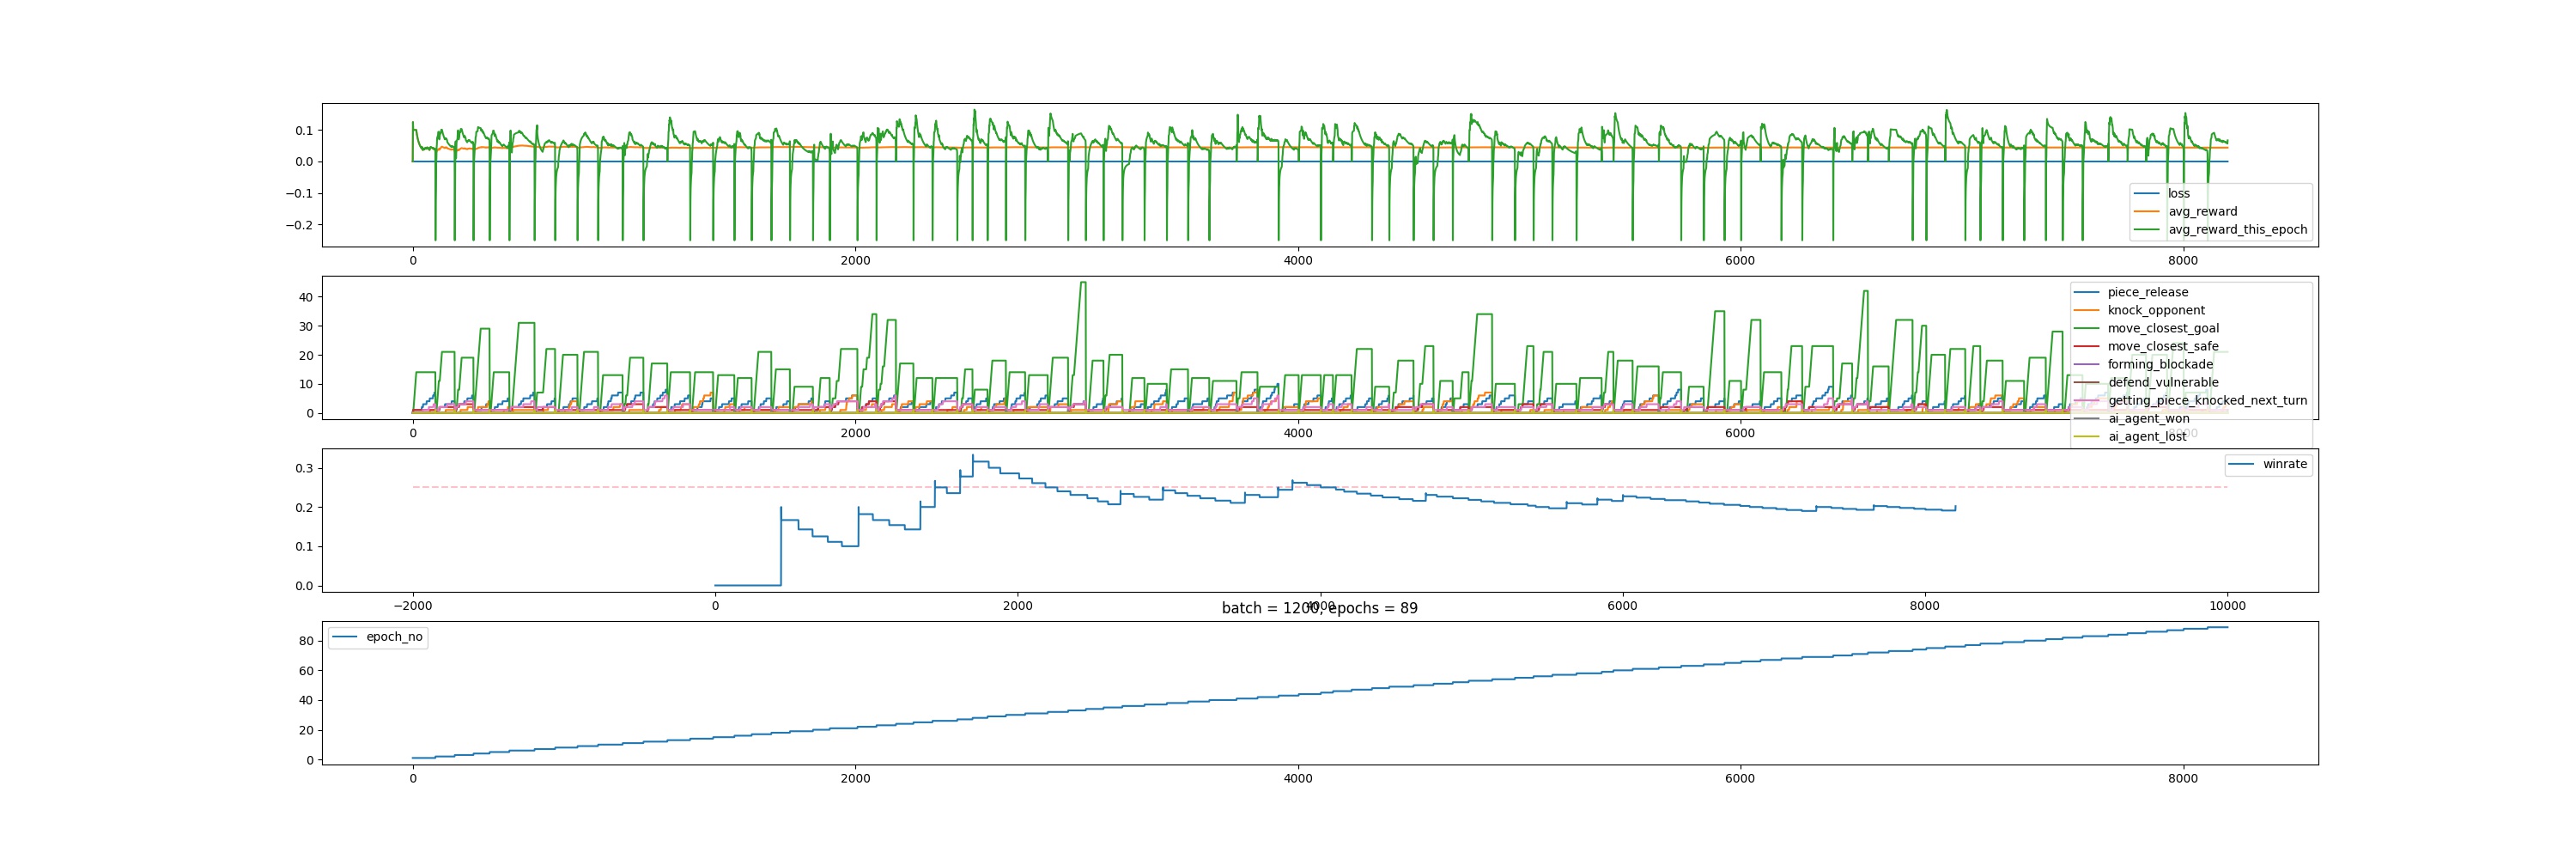 0.1
0.0
−0.1
−0.2
0 2000 4000 6000 8000
loss
avg_reward
avg_reward_this_epoch
40
30
20
10
0
0 2000 4000 6000 8000
piece_release
knock_opponent
move_closest_goal
move_closest_safe
forming_blockade
defend_vulnerable
getting_piece_knocked_next_turn
ai_agent_won
ai_agent_lost
0.3
0.2
0.1
0.0
−2000 0 2000 4000 6000 8000 10000
winrate
batch = 1200, epochs = 89
80
60
40
20
0
0 2000 4000 6000 8000
epoch_no